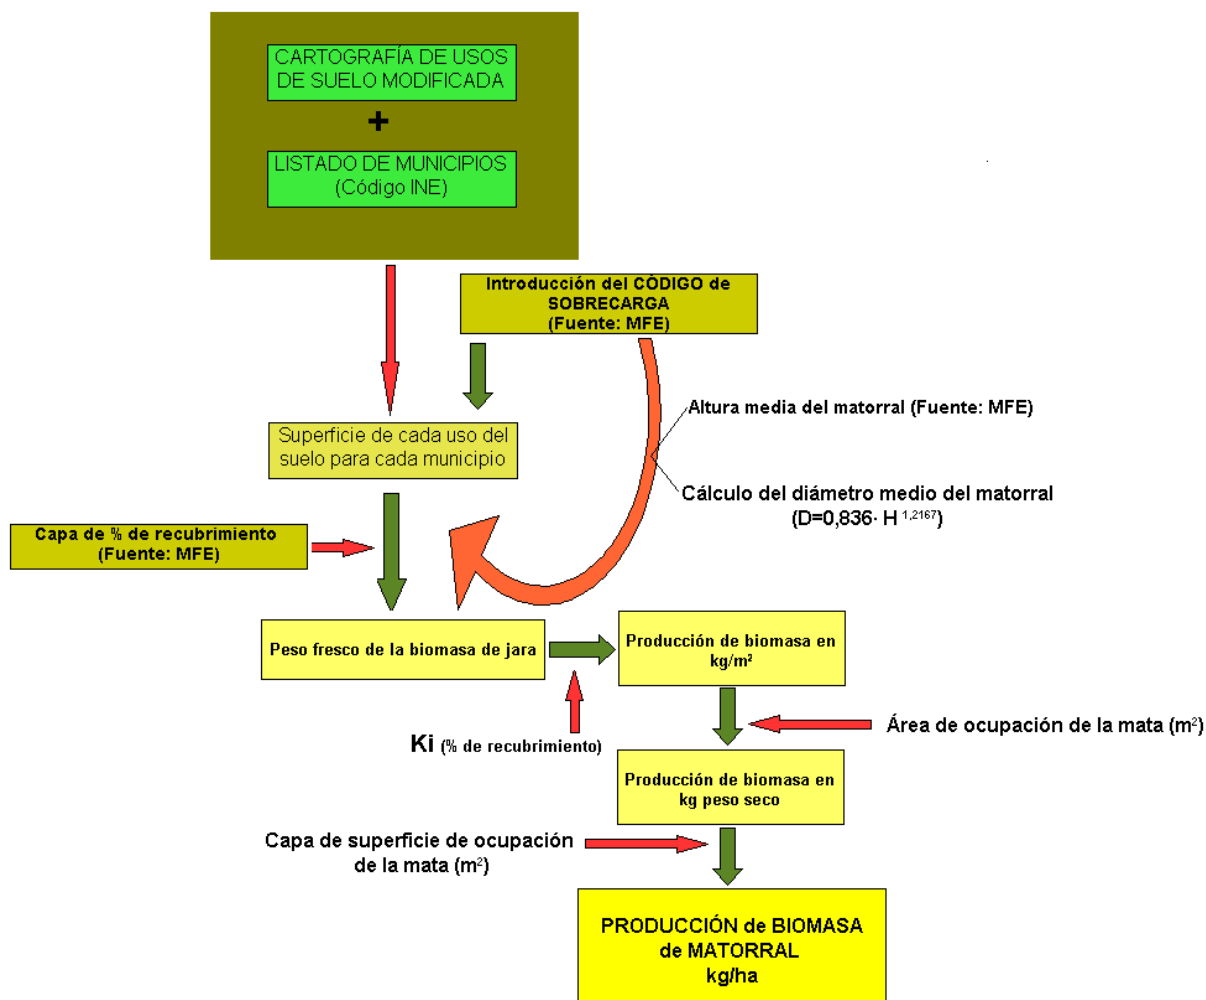 CARTOGRAFÍA DE USOS
DE SUELO MODIFICADA
+
LISTADO DE MUNICIPIOS
(Código INE)
Introducción del CÓDIGO de
SOBRECARGA
(Fuente: MFE)
Altura media del matorral (Fuente: MFE)
Superficie de cada uso del
suelo para cada municipio
Cálculo del diámetro medio del matorral
(D=0,836· H 1,2167)
Capa de % de recubrimiento
(Fuente: MFE)
Peso fresco de la biomasa de jara
Producción de biomasa en
kg/m²
Ki (% de recubrimiento)
Área de ocupación de la mata (m²)
Producción de biomasa en
kg peso seco
Capa de superficie de ocupación
de la mata (m²)
PRODUCCIÓN de BIOMASA
de MATORRAL
kg/ha